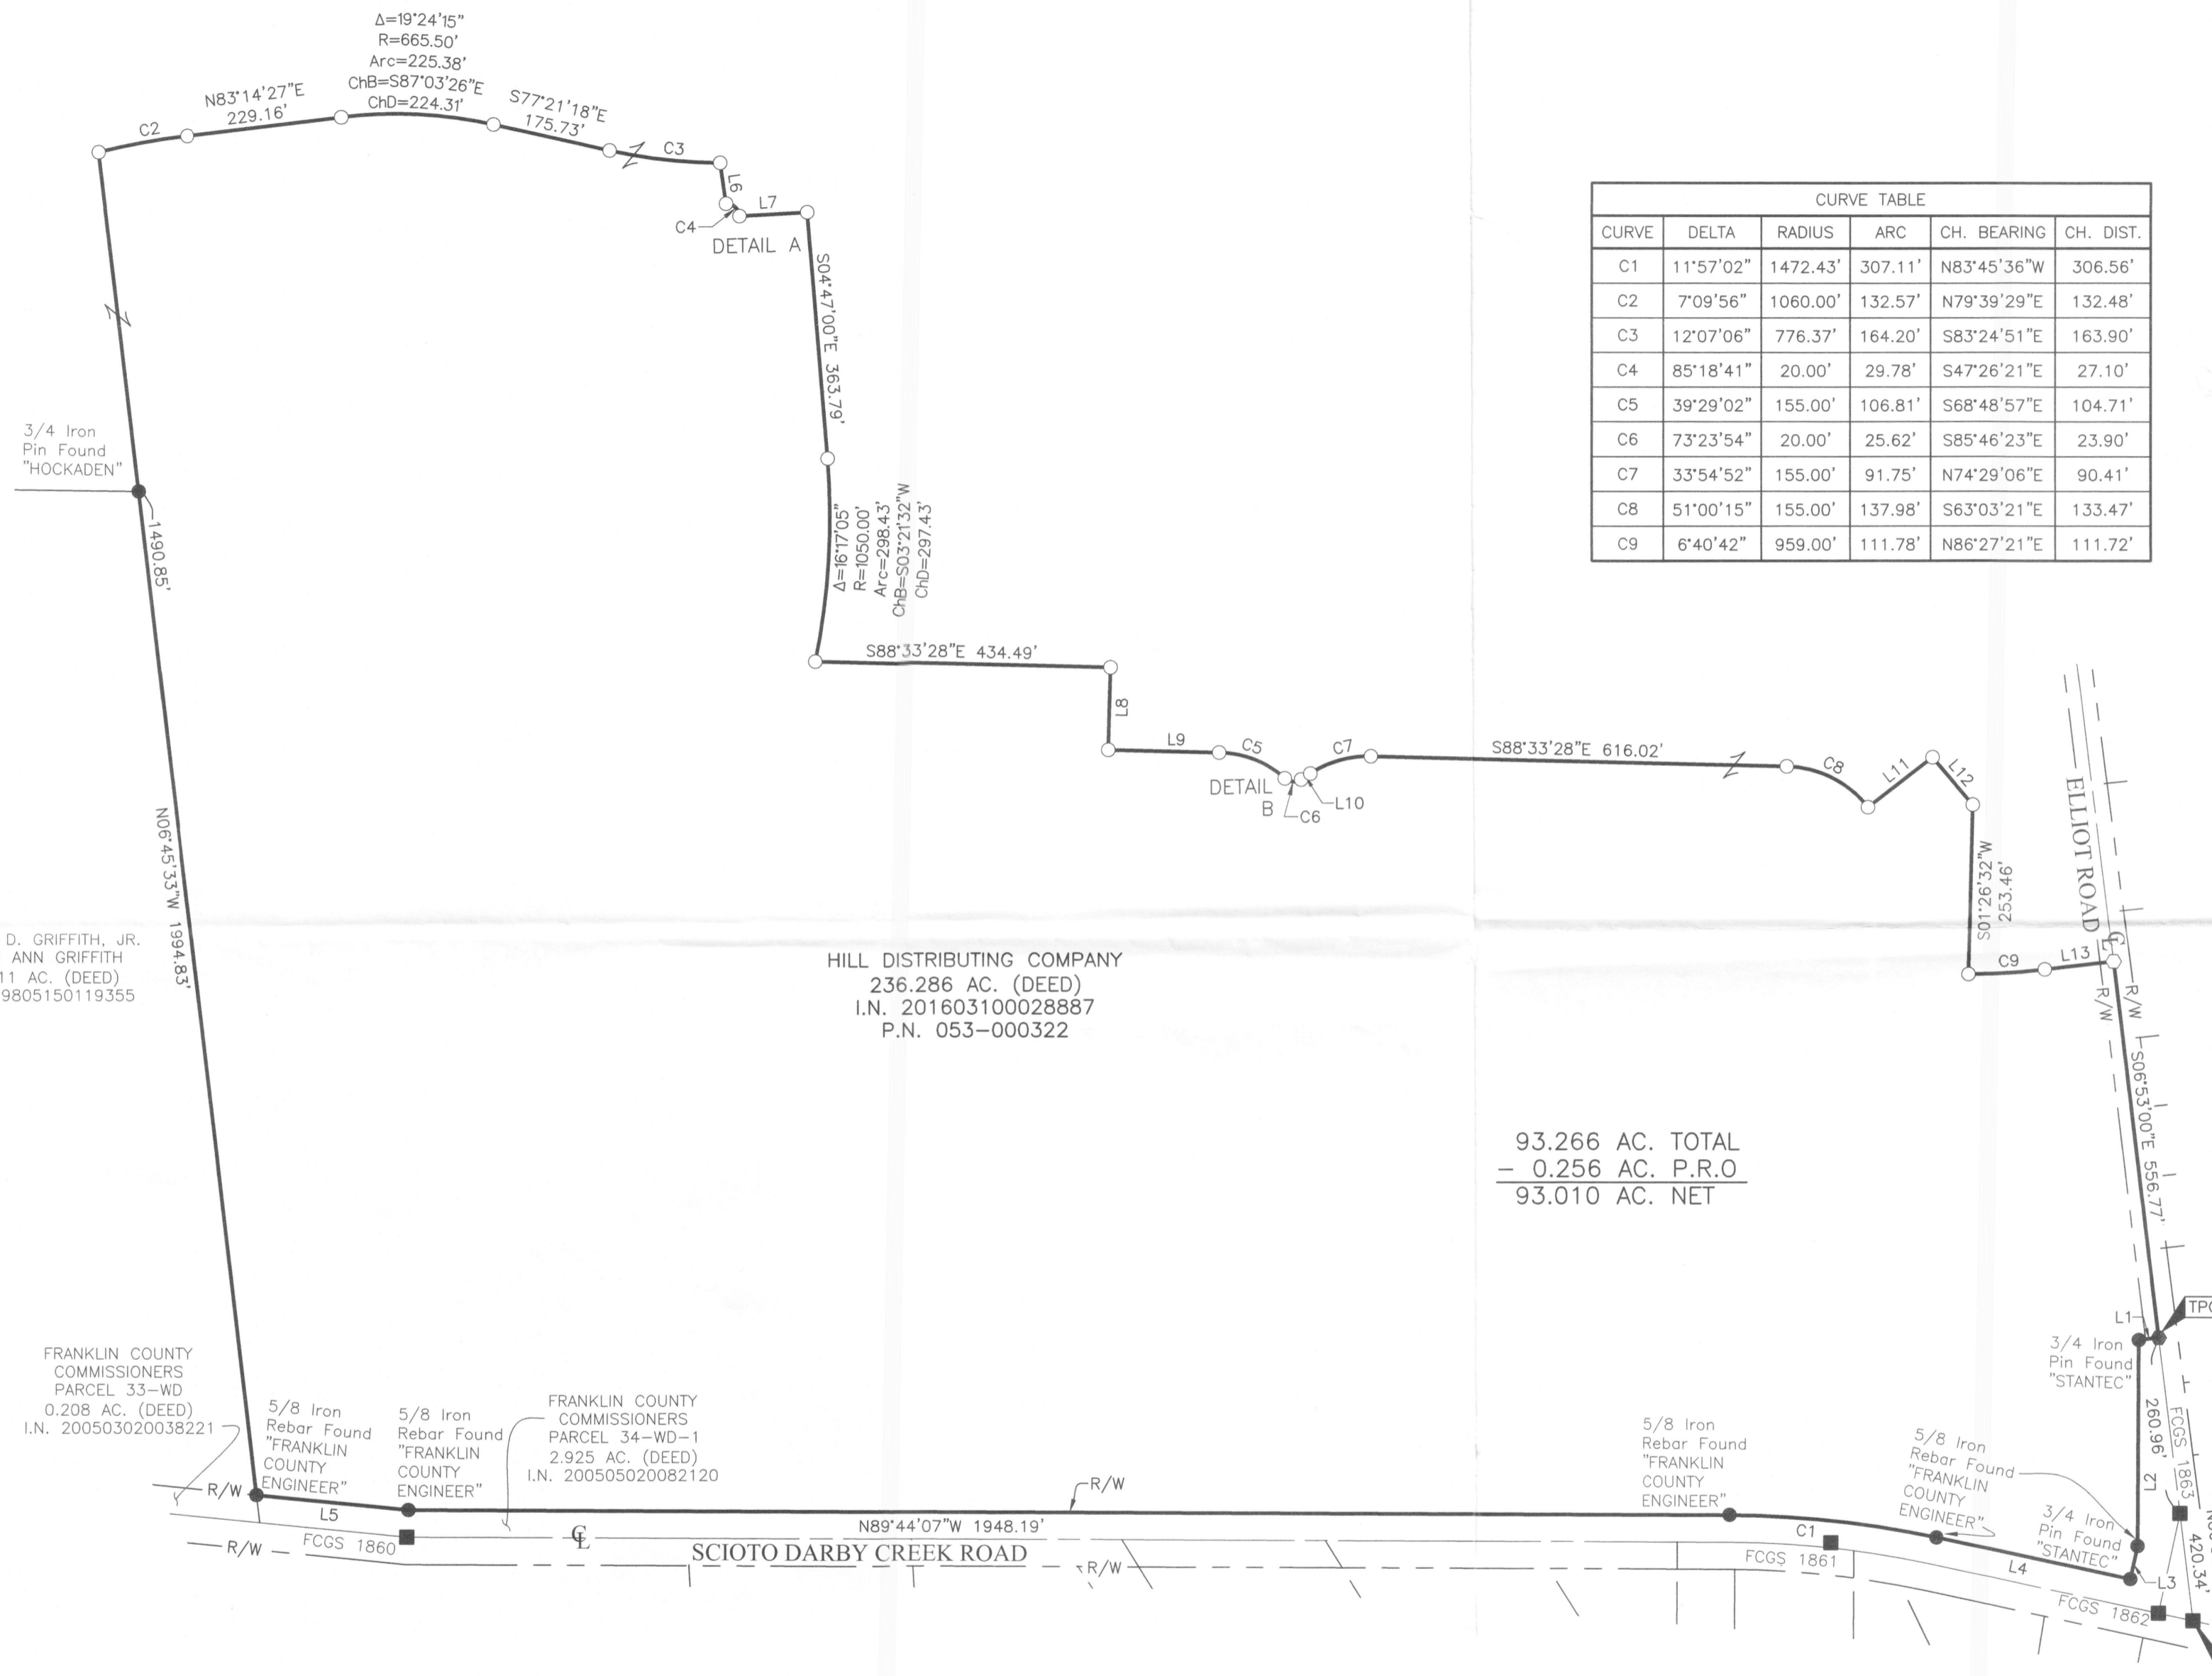 Δ=19°24'15"
R=665.50'
Arc=225.38'
ChB=S87°03'26"E
ChD=224.31'
N83°14'27"E
229.16'
S77°21'18"E
175.73'
C2
C3
L6
C4
L7
DETAIL A
S04°47'00"E 363.79'
CURVE TABLE
CURVE DELTA RADIUS ARC CH. BEARING CH. DIST.
C1 11°57'02" 1472.43' 307.11' N83°45'36"W 306.56'
C2 7°09'56" 1060.00' 132.57' N79°39'29"E 132.48'
C3 12°07'06" 776.37' 164.20' S83°24'51"E 163.90'
C4 85°18'41" 20.00' 29.78' S47°26'21"E 27.10'
C5 39°29'02" 155.00' 106.81' S68°48'57"E 104.71'
C6 73°23'54" 20.00' 25.62' S85°46'23"E 23.90'
C7 33°54'52" 155.00' 91.75' N74°29'06"E 90.41'
C8 51°00'15" 155.00' 137.98' S63°03'21"E 133.47'
C9 6°40'42" 959.00' 111.78' N86°27'21"E 111.72'
3/4 Iron
Pin Found
"HOCKADEN"
1490.85'
Δ=16°17'05"
R=1050.00'
Arc=298.43'
ChB=S03°21'32"W
ChD=297.43'
S88°33'28"E 434.49'
L8
L9
C5
DETAIL
B
C6
L10
C7
S88°33'28"E 616.02'
C8
L11
L12
S01°26'32"W
253.46'
C9
L13
ELLIOT ROAD
CL
R/W
R/W
S06°53'00"E 556.77'
N06°45'33"W 1994.83'
D. GRIFFITH, JR.
ANN GRIFFITH
11 AC. (DEED)
9805150119355
HILL DISTRIBUTING COMPANY
236.286 AC. (DEED)
I.N. 201603100028887
P.N. 053-000322
93.266 AC. TOTAL
- 0.256 AC. P.R.O
93.010 AC. NET
L1
TPO
3/4 Iron
Pin Found
"STANTEC"
260.96'
L2
FCGS 1863
420.34'
FRANKLIN COUNTY
COMMISSIONERS
PARCEL 33-WD
0.208 AC. (DEED)
I.N. 200503020038221
5/8 Iron
Rebar Found
"FRANKLIN
COUNTY
ENGINEER"
5/8 Iron
Rebar Found
"FRANKLIN
COUNTY
ENGINEER"
FRANKLIN COUNTY
COMMISSIONERS
PARCEL 34-WD-1
2.925 AC. (DEED)
I.N. 200505020082120
R/W
5/8 Iron
Rebar Found
"FRANKLIN
COUNTY
ENGINEER"
5/8 Iron
Rebar Found
"FRANKLIN
COUNTY
ENGINEER"
3/4 Iron
Pin Found
"STANTEC"
R/W
L5
FCGS 1860
CL
N89°44'07"W 1948.19'
SCIOTO DARBY CREEK ROAD
R/W
R/W
C1
FCGS 1861
L4
L3
FCGS 1862